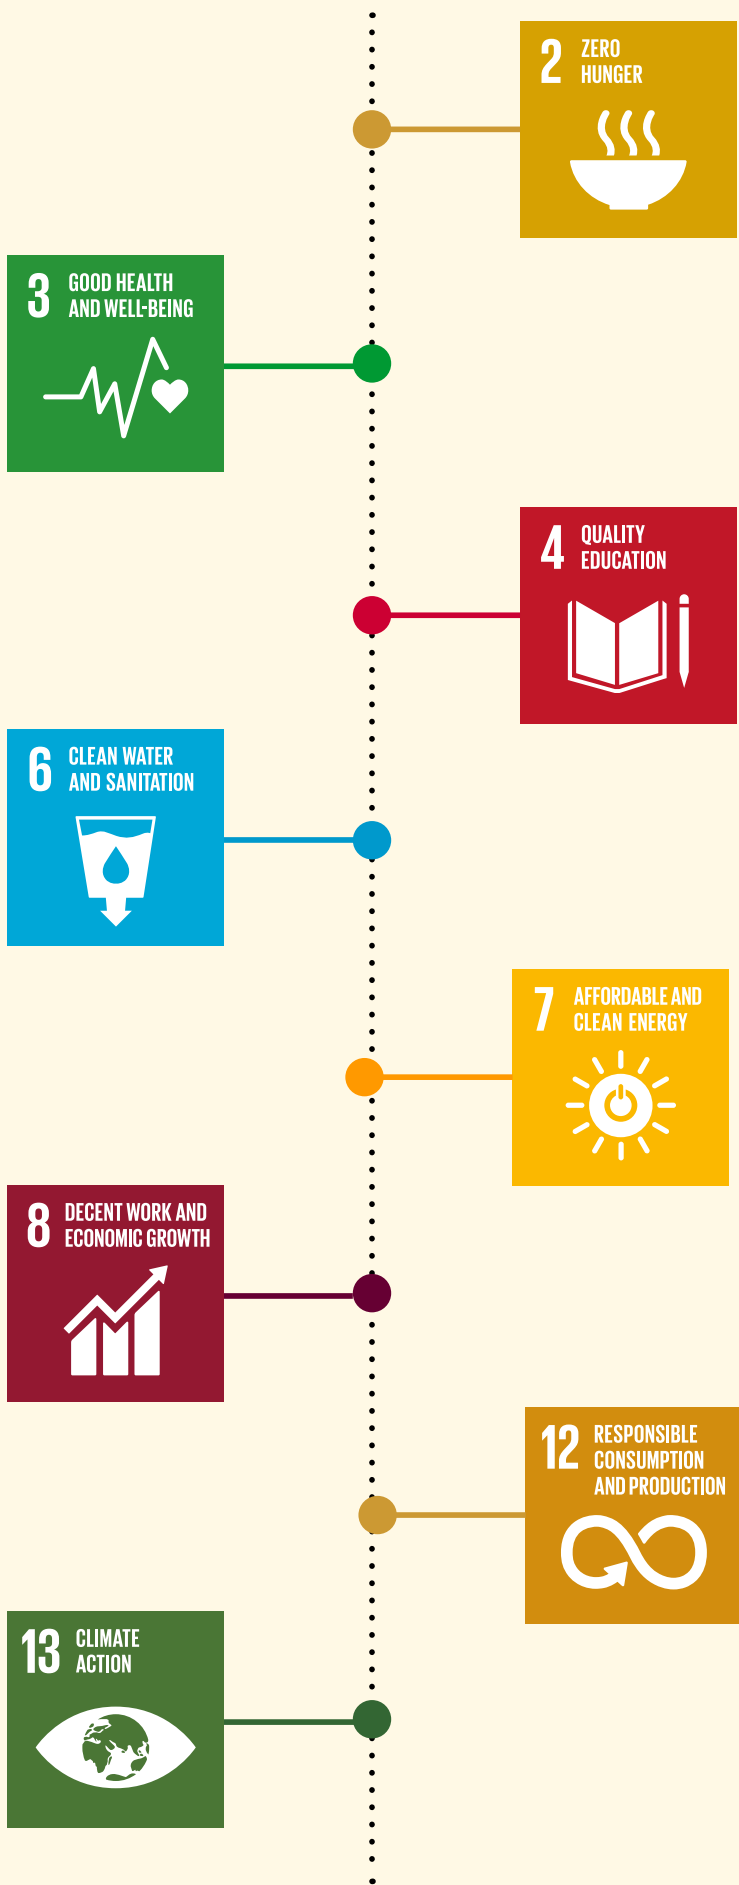 2 ZERO
HUNGER
3 GOOD HEALTH
AND WELL-BEING
4 QUALITY
EDUCATION
6 CLEAN WATER
AND SANITATION
7 AFFORDABLE AND
CLEAN ENERGY
8 DECENT WORK AND
ECONOMIC GROWTH
12 RESPONSIBLE
CONSUMPTION
AND PRODUCTION
13 CLIMATE
ACTION